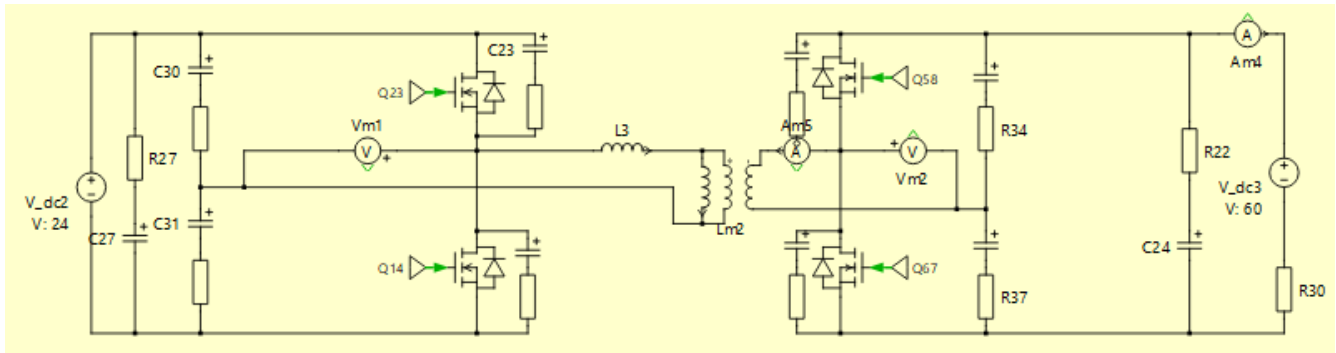 C23
A
Am4
C30
Q23
Q58
Vm1
L3
Am5
R34
R27
V
A
V
R22
Vm2
V_dc2
V: 24
V_dc3
V: 60
C27
C31
Lm2
C24
Q14
Q67
R37
R30